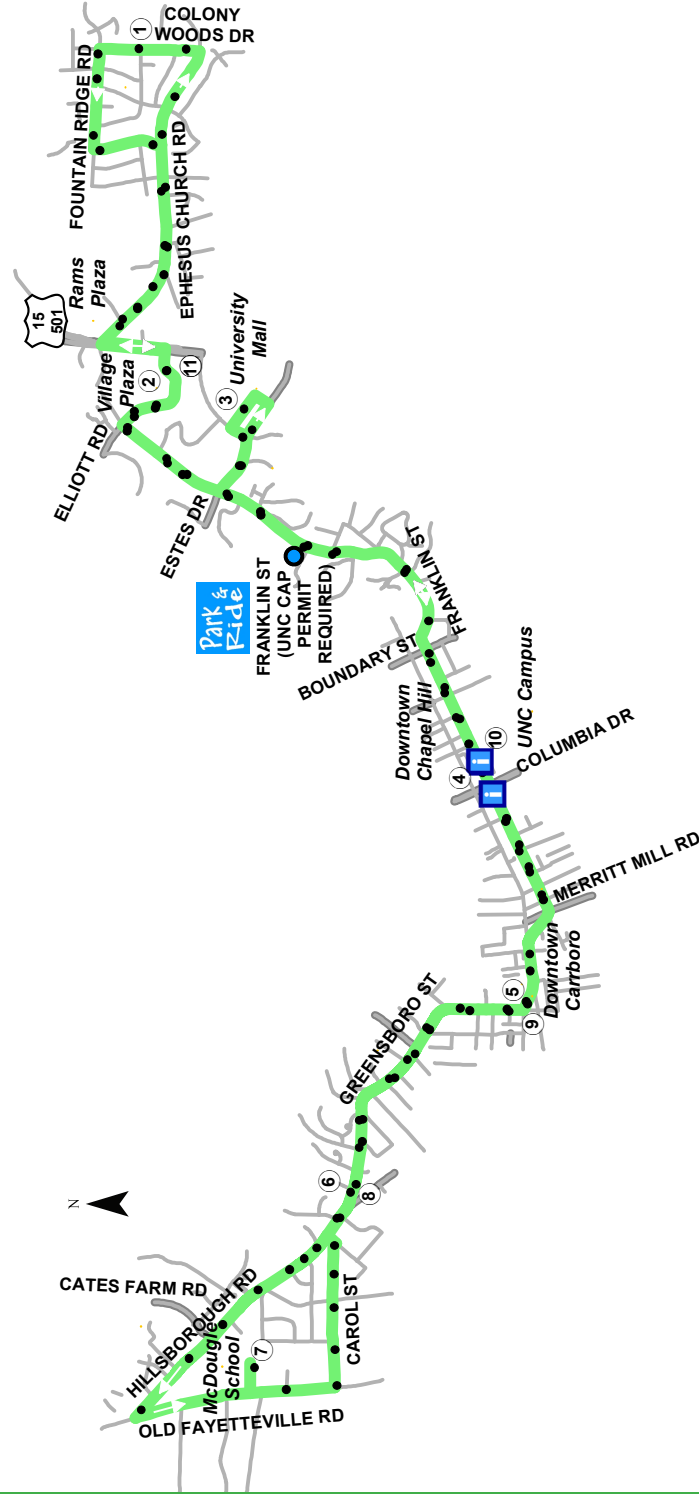 COLONY
WOODS DR
1
FOUNTAIN RIDGE RD
EPHESUS CHURCH RD
Rams
Plaza
15
501
Village
Plaza
2
11
University
Mall
3
ELLIOTT RD
ESTES DR
Park &
Ride
FRANKLIN ST
(UNC CAP
PERMIT
REQUIRED)
FRANKLIN ST
BOUNDARY ST
Downtown
Chapel Hill
UNC Campus
10
4
i
i
COLUMBIA DR
MERRITT MILL RD
Downtown
Carrboro
5
9
GREENSBORO ST
6
8
N
CATES FARM RD
HILLSBOROUGH RD
McDougle
School
7
CAROL ST
OLD FAYETTEVILLE RD